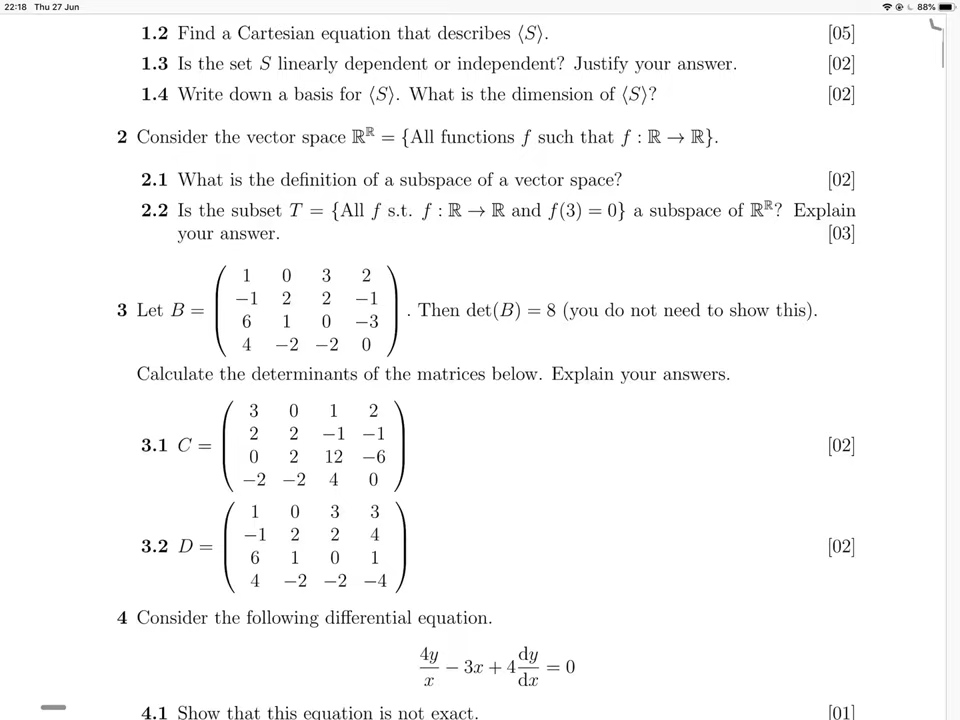 22:18 Thu 27 Jun 88%
1.2 Find a Cartesian equation that describes ⟨S⟩. [05]
1.3 Is the set S linearly dependent or independent? Justify your answer. [02]
1.4 Write down a basis for ⟨S⟩. What is the dimension of ⟨S⟩? [02]
2 Consider the vector space ℝ^ℝ = {All functions f such that f : ℝ → ℝ}.
2.1 What is the definition of a subspace of a vector space? [02]
2.2 Is the subset T = {All f s.t. f : ℝ → ℝ and f(3) = 0} a subspace of ℝ^ℝ? Explain
your answer. [03]
1 0 3 2
−1 2 2 −1
3 Let B = . Then det(B) = 8 (you do not need to show this).
6 1 0 −3
4 −2 −2 0
Calculate the determinants of the matrices below. Explain your answers.
3 0 1 2
2 2 −1 −1
3.1 C = [02]
0 2 12 −6
−2 −2 4 0
1 0 3 3
−1 2 2 4
3.2 D = [02]
6 1 0 1
4 −2 −2 −4
4 Consider the following differential equation.
4y/x − 3x + 4 dy/dx = 0
4.1 Show that this equation is not exact. [01]